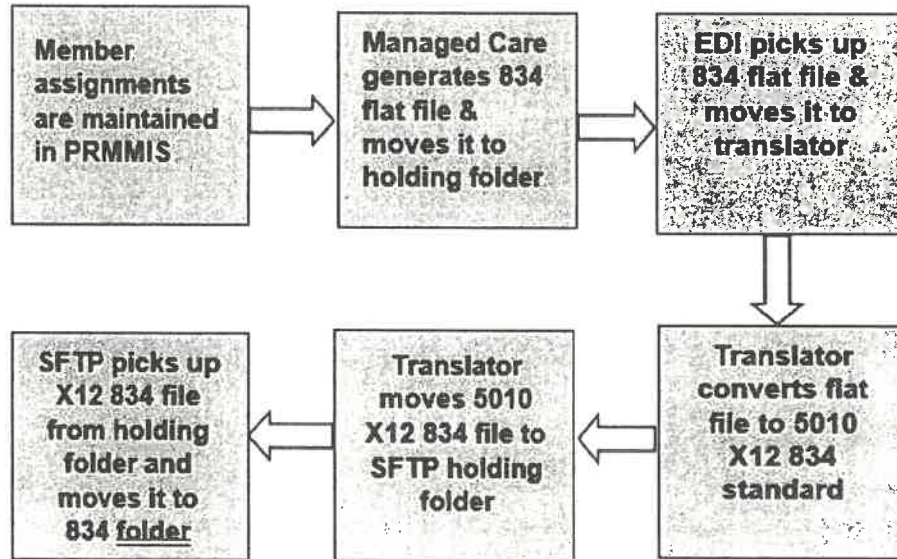 Member
assignments
are maintained
in PRMMIS
Managed Care
generates 834
flat file &
moves it to
holding folder
EDI picks up
834 flat file &
moves it to
translator
Translator
converts flat
file to 5010
X12 834
standard
Translator
moves 5010
X12 834 file to
SFTP holding
folder
SFTP picks up
X12 834 file
from holding
folder and
moves it to
834 folder